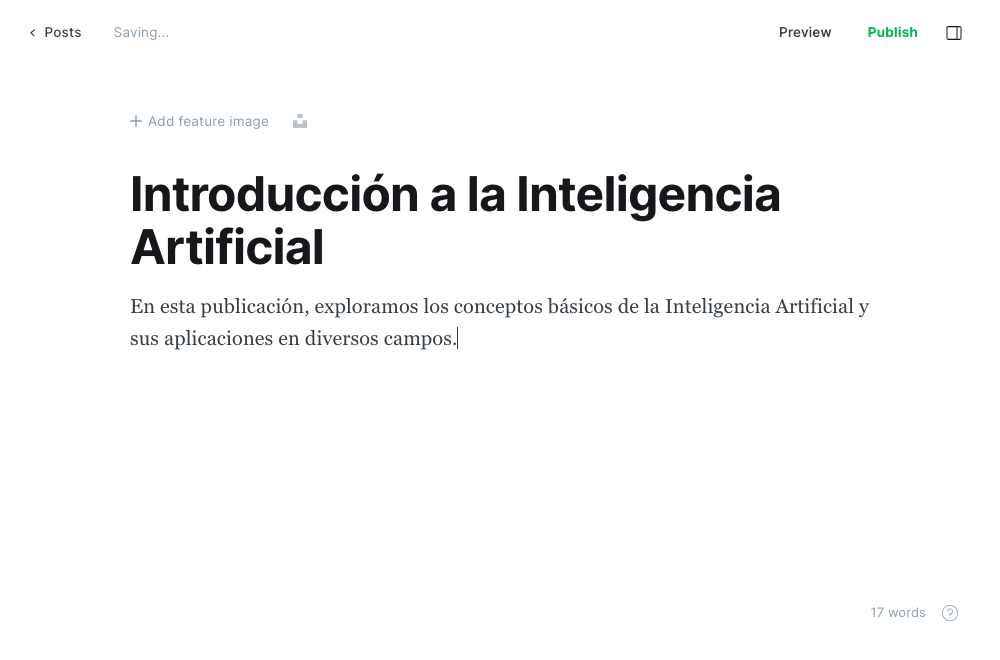 Posts
Saving...
Preview
Publish
Add feature image
Introducción a la Inteligencia
Artificial
En esta publicación, exploramos los conceptos básicos de la Inteligencia Artificial y
sus aplicaciones en diversos campos.
17 words
?